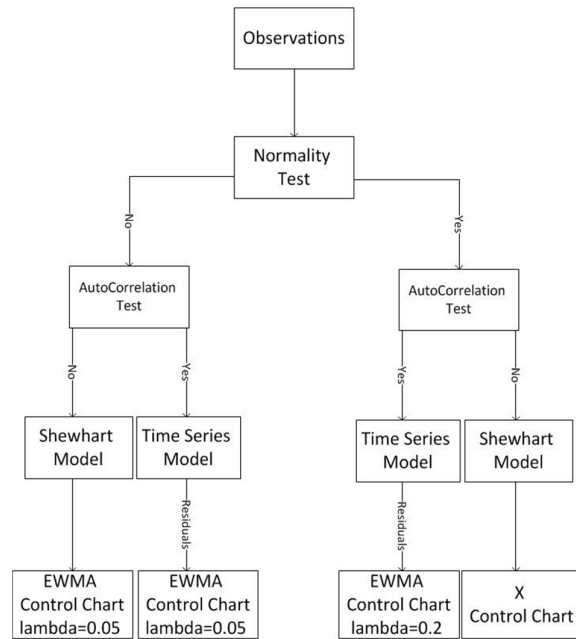 Observations
Normality
Test
No
Yes
AutoCorrelation
Test
AutoCorrelation
Test
No
Yes
Yes
No
Shewhart
Model
Time Series
Model
Time Series
Model
Shewhart
Model
Residuals
Residuals
EWMA
Control Chart
lambda=0.05
EWMA
Control Chart
lambda=0.05
EWMA
Control Chart
lambda=0.2
X
Control Chart